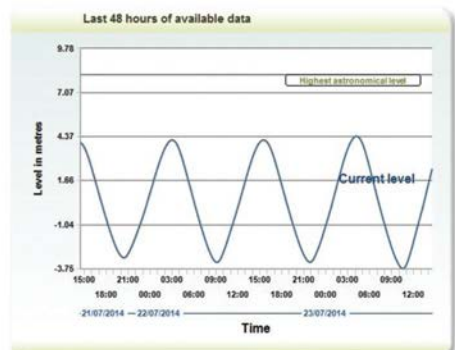 Last 48 hours of available data
9.78
Highest astronomical level
7.07
Level in metres
4.37
1.66
Current level
-1.04
-3.75
15:00 21:00 03:00 09:00 15:00 21:00 03:00 09:00
18:00 00:00 06:00 12:00 18:00 00:00 06:00 12:00
21/07/2014 22/07/2014 23/07/2014
Time